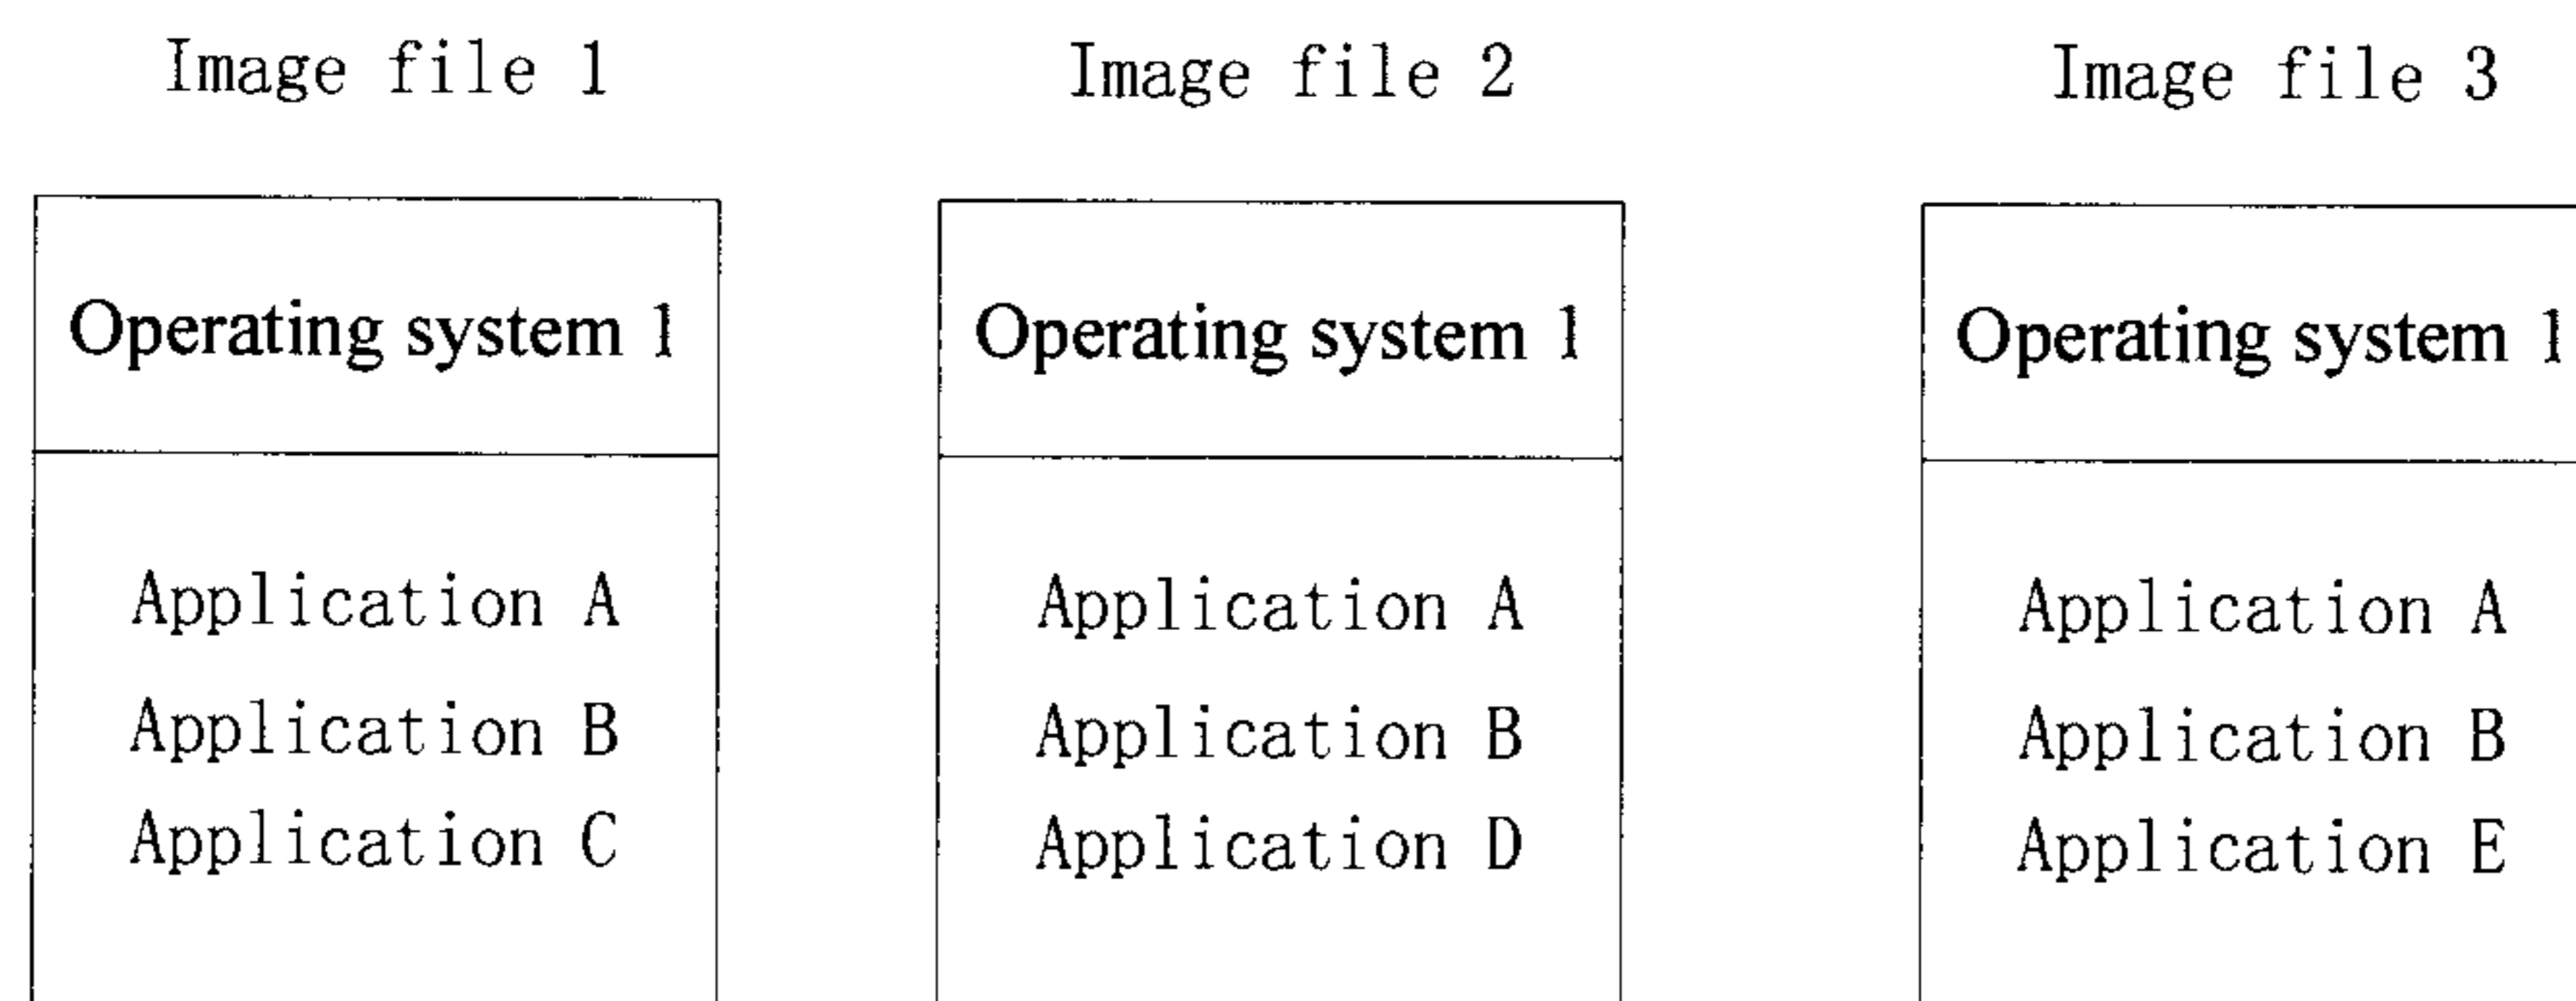 Image file 1 Image file 2 Image file 3
Operating system 1 Operating system 1 Operating system 1
Application A Application A Application A
Application B Application B Application B
Application C Application D Application E